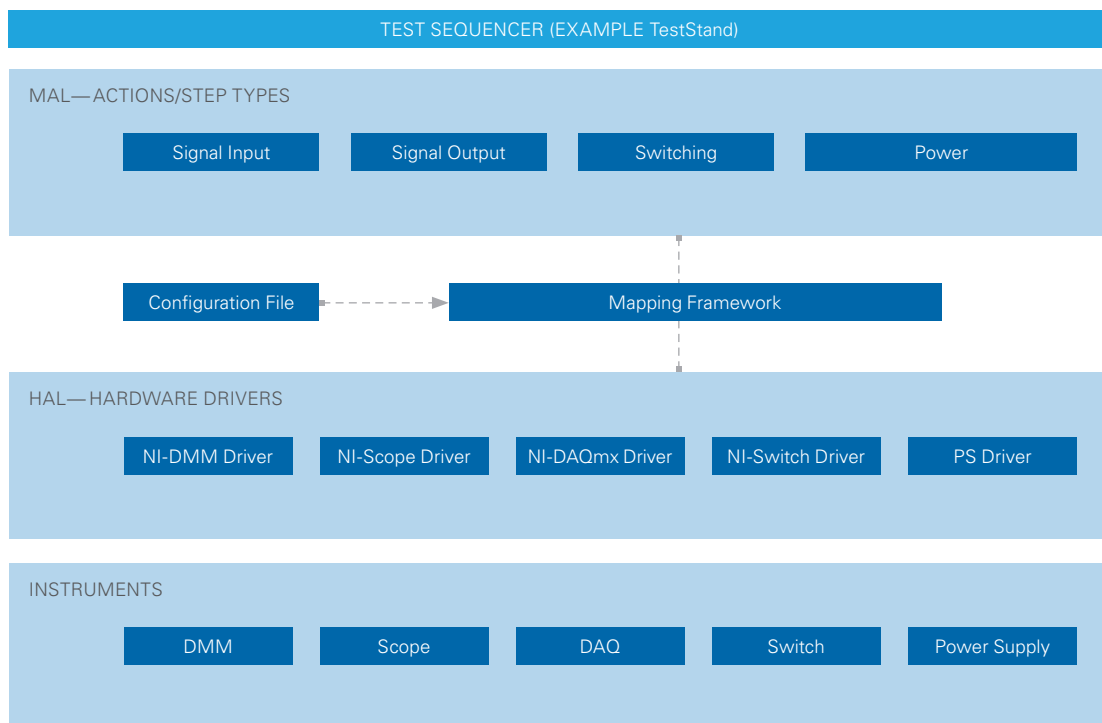 TEST SEQUENCER (EXAMPLE TestStand)
MAL—ACTIONS/STEP TYPES
Signal Input
Signal Output
Switching
Power
Configuration File
Mapping Framework
HAL—HARDWARE DRIVERS
NI-DMM Driver
NI-Scope Driver
NI-DAQmx Driver
NI-Switch Driver
PS Driver
INSTRUMENTS
DMM
Scope
DAQ
Switch
Power Supply